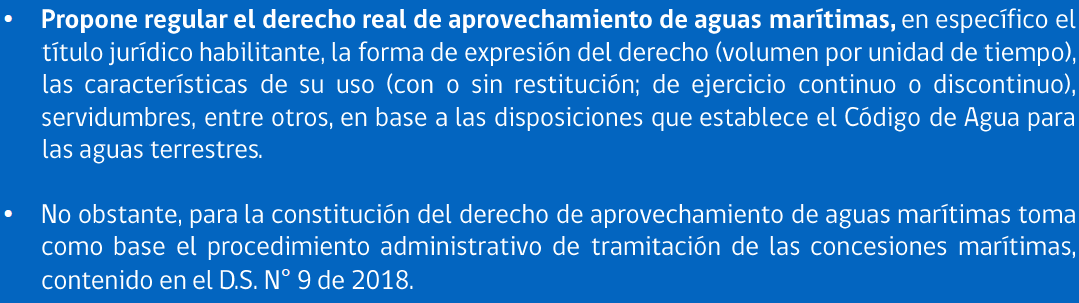 • Propone regular el derecho real de aprovechamiento de aguas marítimas, en específico el
título jurídico habilitante, la forma de expresión del derecho (volumen por unidad de tiempo),
las características de su uso (con o sin restitución; de ejercicio continuo o discontinuo),
servidumbres, entre otros, en base a las disposiciones que establece el Código de Agua para
las aguas terrestres.
• No obstante, para la constitución del derecho de aprovechamiento de aguas marítimas toma
como base el procedimiento administrativo de tramitación de las concesiones marítimas,
contenido en el D.S. N° 9 de 2018.